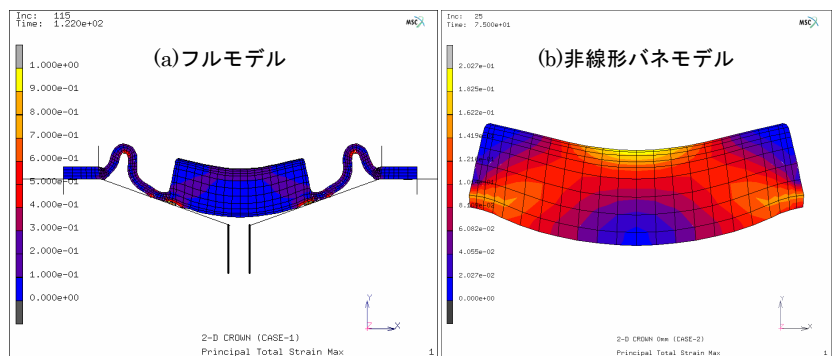 Inc: 115
Time: 1.220e+02
MSC
(a)フルモデル
1.000e+00
9.000e-01
8.000e-01
7.000e-01
6.000e-01
5.000e-01
4.000e-01
3.000e-01
2.000e-01
1.000e-01
0.000e+00
Y
Z
X
2-D CROWN (CASE-1)
Principal Total Strain Max
1
Inc: 25
Time: 7.500e+01
MSC
(b)非線形バネモデル
2.027e-01
1.825e-01
1.622e-01
6.082e-02
4.055e-02
2.027e-02
0.000e+00
Y
Z
X
2-D CROWN 0mm (CASE-2)
Principal Total Strain Max
1